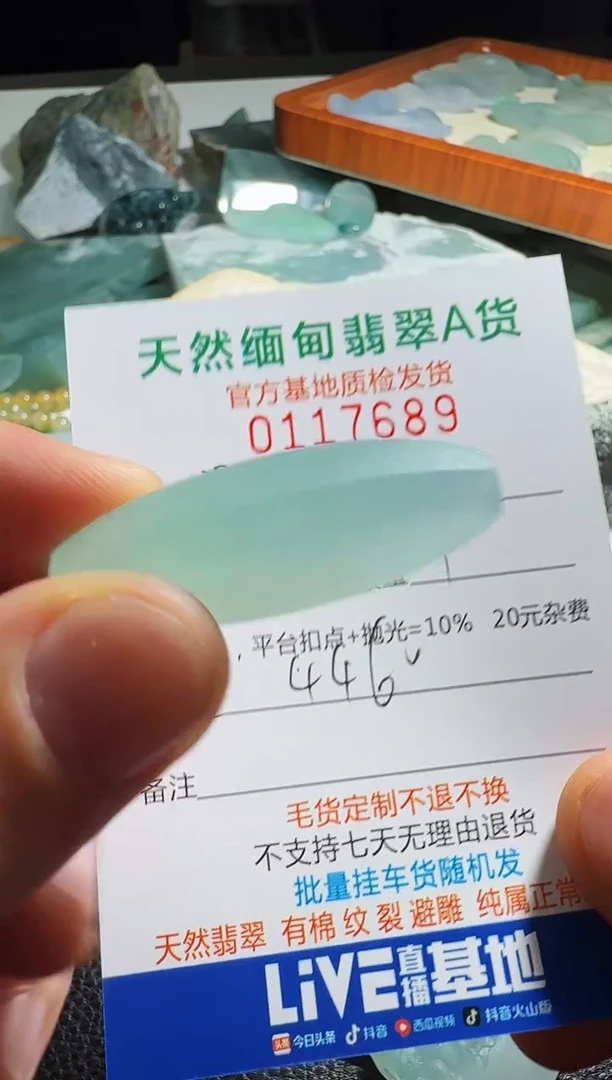 天然缅甸翡翠A货
官方基地质检发货
0117689
，平台扣点+抛光=10% 20元杂费
446
备注
毛货定制不退不换
不支持七天无理由退货
批量挂车货随机发
天然翡翠 有棉纹裂避雕 纯属正常
LiVE直播基地
头条 今日头条 抖音 西瓜视频 抖音火山版